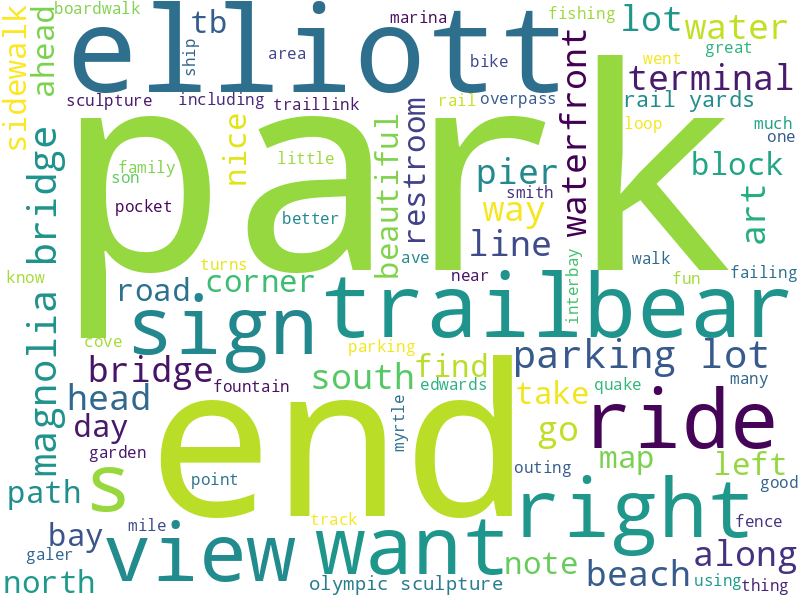 boardwalk
elliott
tb
ship
area
marina
bike
fishing
lot
water
great
sidewalk
ahead
sculpture
including
traillink
rail
overpass
went
terminal
rail yards
much
one
loop
waterfront
park
nice
family
son
little
pocket
better
beautiful
restroom
pier
smith
way
line
block
art
magnolia bridge
know
turns
ave
near
walk
interbay
fun
failing
road
corner
sign
trailbear
cove
bridge
parking
parking lot
find
south
edwards
take
quake
many
head
fountain
day
garden
end
myrtle
ride
go
map
left
s
path
point
outing
good
right
track
fence
bay
mile
galer
view
want
note
beach
along
north
olympic sculpture
using
thing